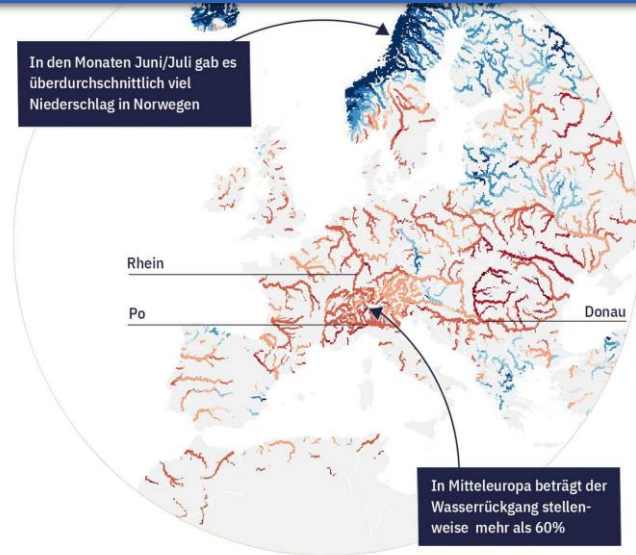 In den Monaten Juni/Juli gab es
überdurchschnittlich viel
Niederschlag in Norwegen
Rhein
Po
Donau
In Mitteleuropa beträgt der
Wasserrückgang stellen-
weise mehr als 60%